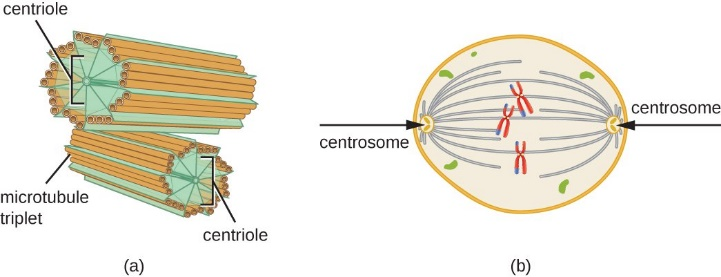 centriole
microtubule
triplet
centriole
(a)
centrosome
centrosome
(b)